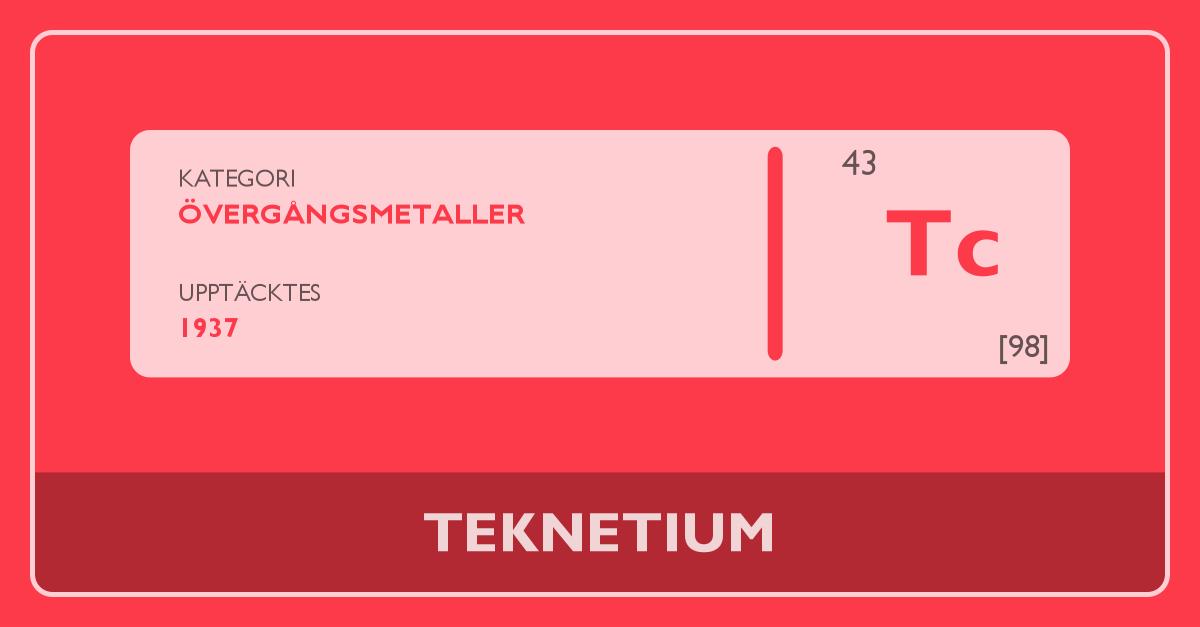 KATEGORI
ÖVERGÅNGSMETALLER
UPPTÄCKTES
1937
43
Tc
[98]
TEKNETIUM